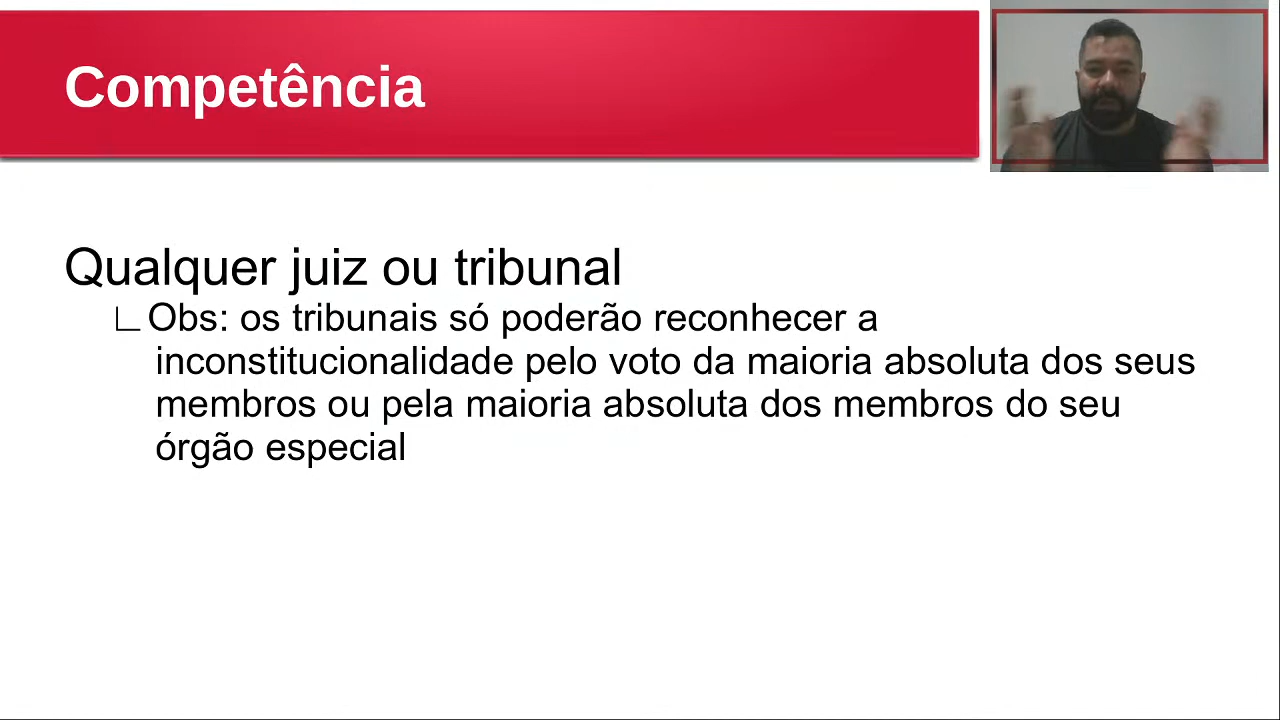 Competência
Qualquer juiz ou tribunal
Obs: os tribunais só poderão reconhecer a
inconstitucionalidade pelo voto da maioria absoluta dos seus
membros ou pela maioria absoluta dos membros do seu
órgão especial